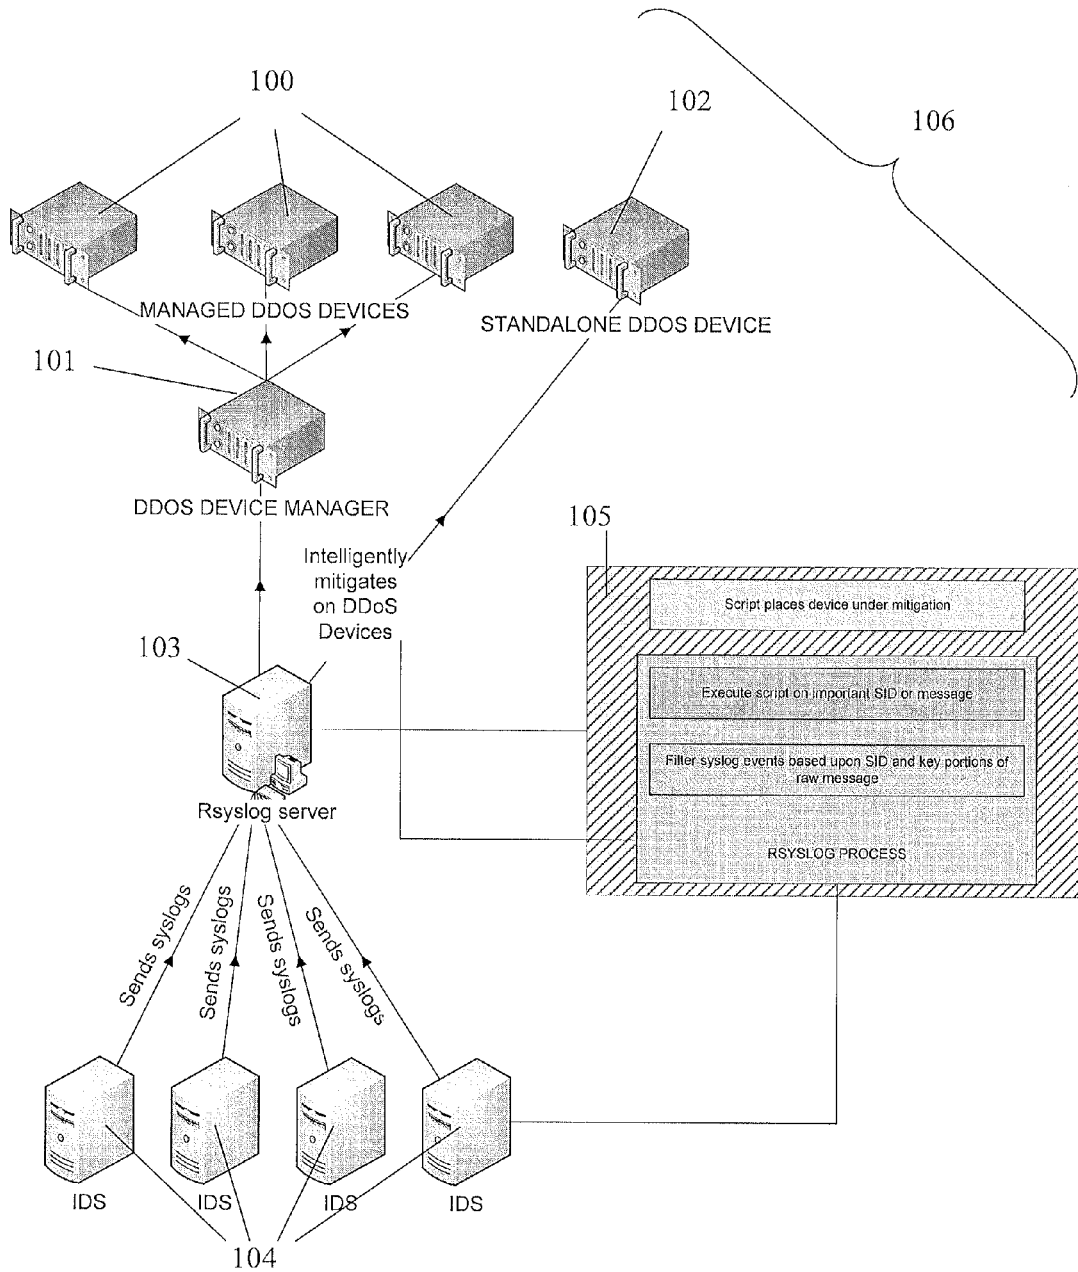 100
102
106
MANAGED DDOS DEVICES
STANDALONE DDOS DEVICE
101
DDOS DEVICE MANAGER
105
Intelligently
mitigates
on DDoS
Devices
Script places device under mitigation
103
Execute script on important SID or message
Filter syslog events based upon SID and key portions of
raw message
Rsyslog server
RSYSLOG PROCESS
Sends syslogs
Sends syslogs
Sends syslogs
Sends syslogs
IDS
IDS
IDS
IDS
104